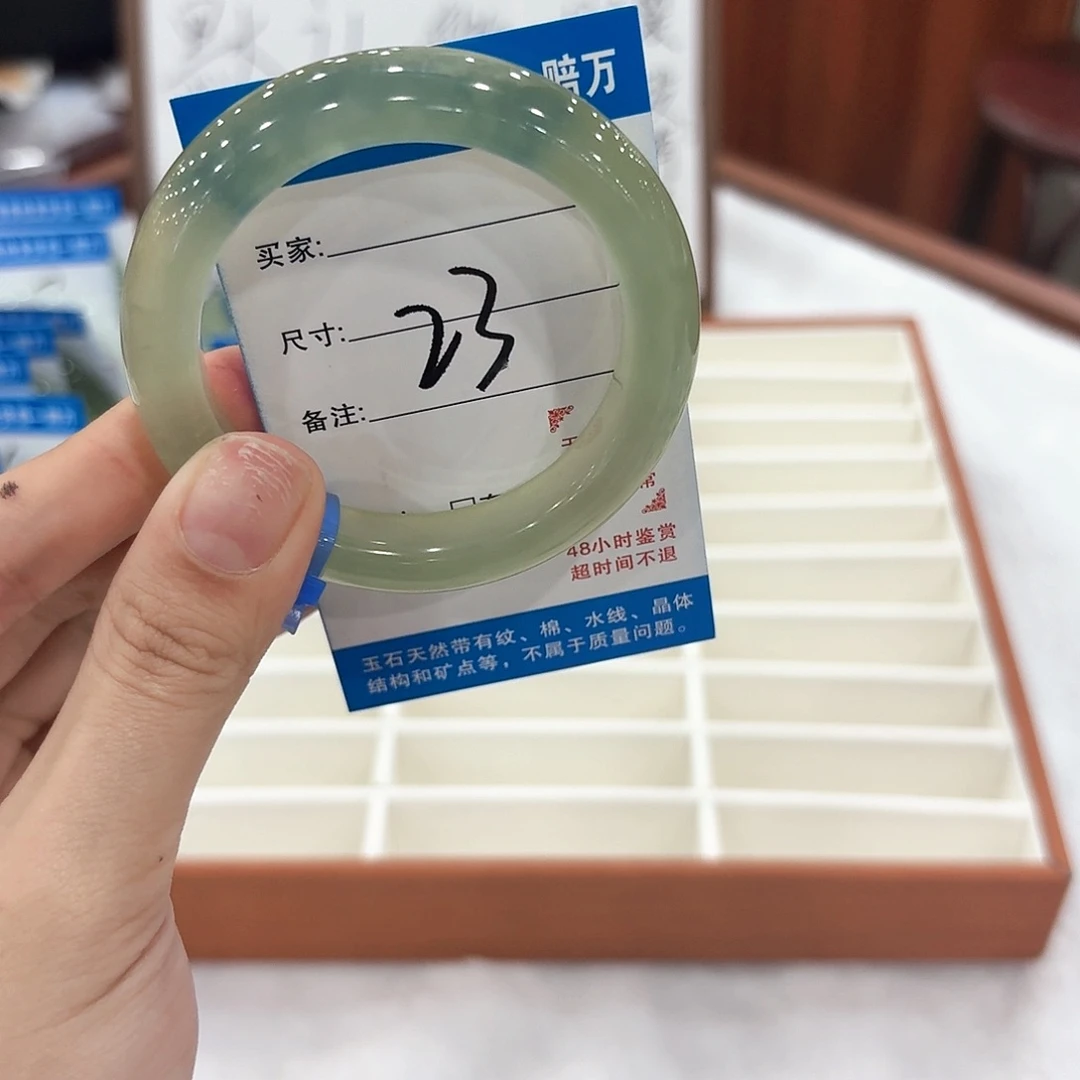 赔万
买家:
尺寸:
23
备注:
48小时鉴赏
超时间不退
玉石天然带有纹、棉、水线、晶体
结构和矿点等，不属于质量问题。